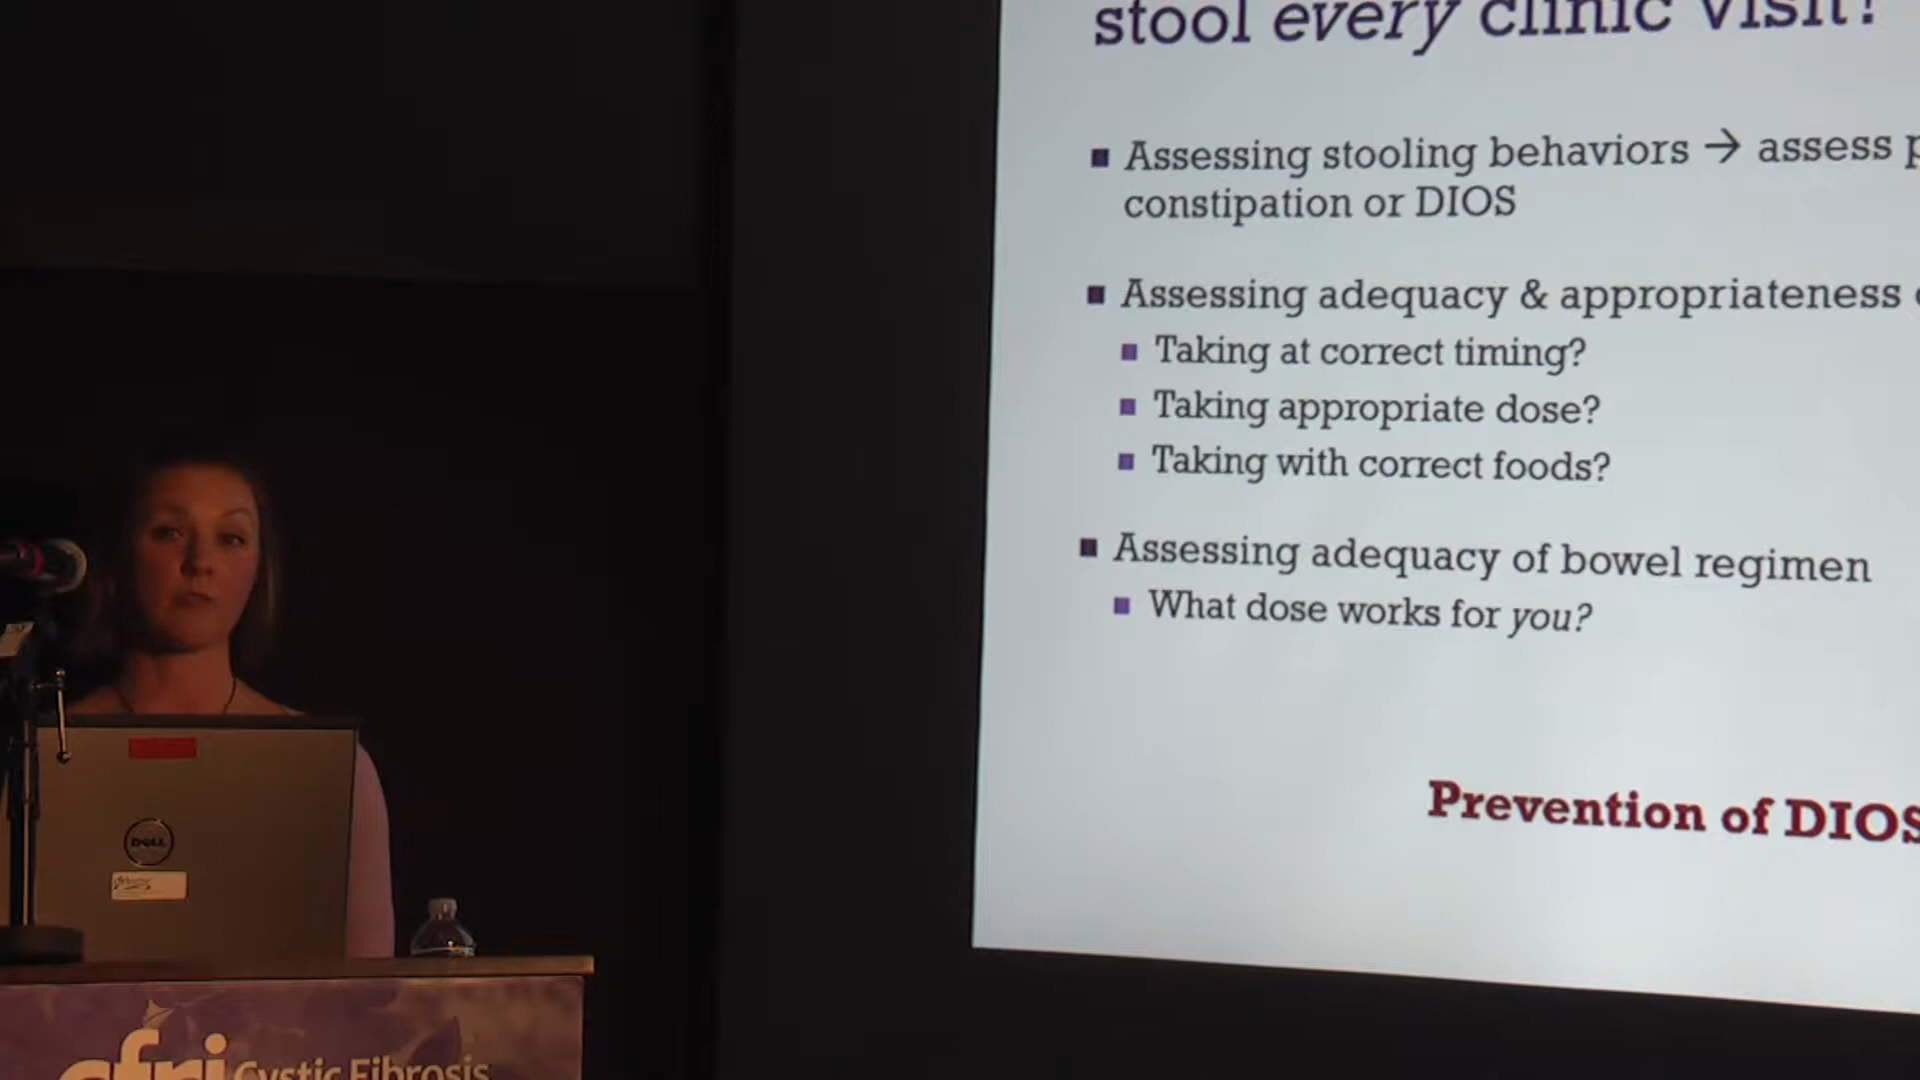 stool every clinic visit?
■ Assessing stooling behaviors → assess
constipation or DIOS
■ Assessing adequacy & appropriateness
■ Taking at correct timing?
■ Taking appropriate dose?
■ Taking with correct foods?
■ Assessing adequacy of bowel regimen
■ What dose works for you?
Prevention of DIOS
DELL
cfri Cystic Fibrosis